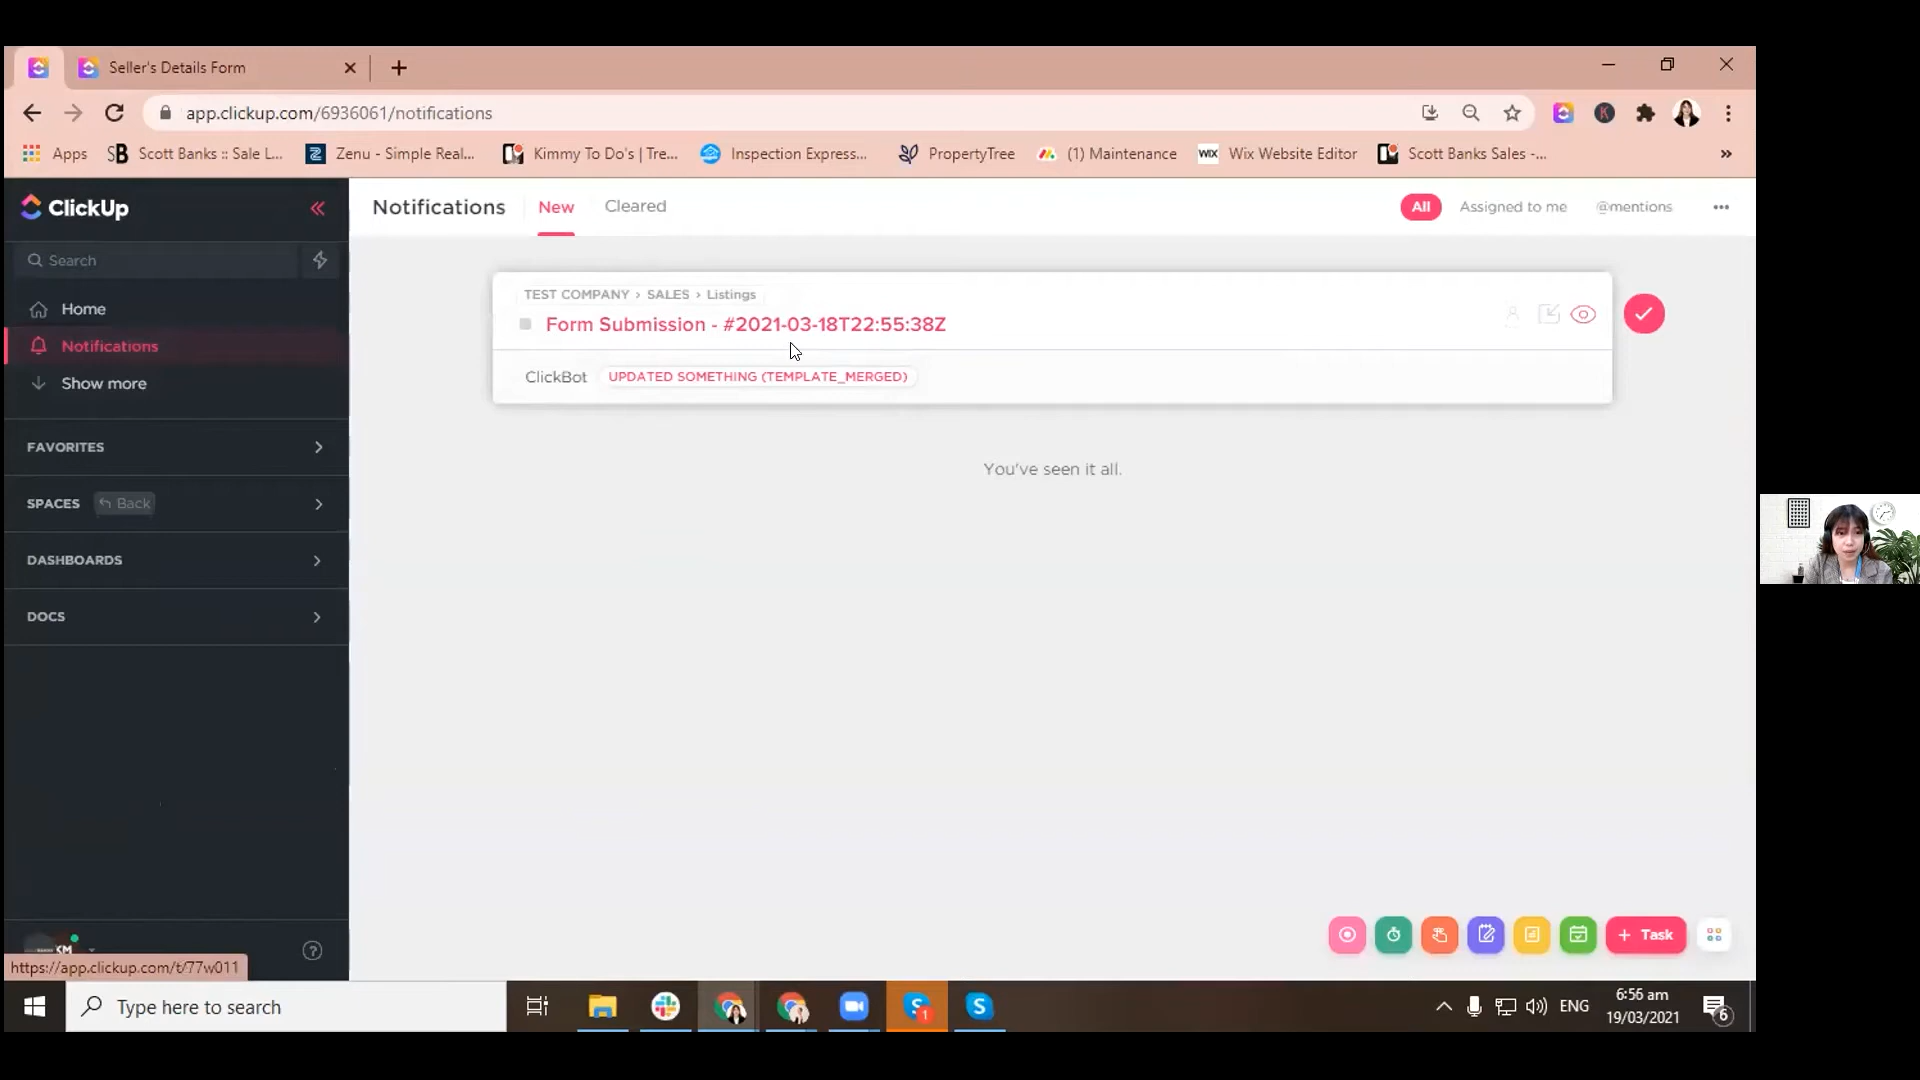 Seller's Details Form
app.clickup.com/6936061/notifications
Apps
Scott Banks :: Sale L...
Zenu - Simple Real...
Kimmy To Do's | Tre...
Inspection Express...
PropertyTree
(1) Maintenance
WIX
Wix Website Editor
Scott Banks Sales -...
ClickUp
Notifications
New
Cleared
All
Assigned to me
@mentions
Search
Home
Notifications
Show more
FAVORITES
SPACES
Back
DASHBOARDS
DOCS
TEST COMPANY > SALES > Listings
Form Submission - #2021-03-18T22:55:38Z
ClickBot UPDATED SOMETHING (TEMPLATE_MERGED)
You've seen it all.
+ Task
KM
https://app.clickup.com/t/77w011
Type here to search
ENG
6:56 am
19/03/2021
6